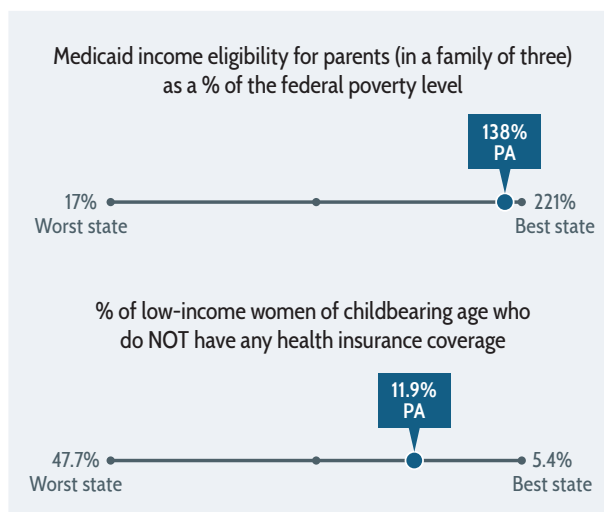 Medicaid income eligibility for parents (in a family of three)
as a % of the federal poverty level
138%
PA
17%
Worst state
221%
Best state
% of low-income women of childbearing age who
do NOT have any health insurance coverage
11.9%
PA
47.7%
Worst state
5.4%
Best state